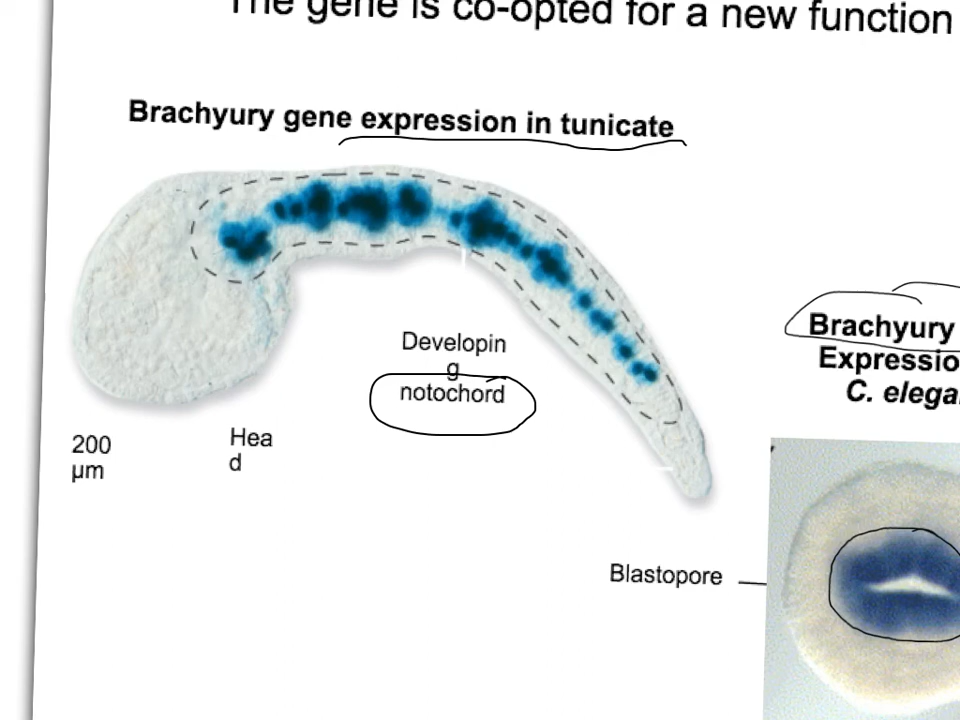 The gene is co-opted for a new function
Brachyury gene expression in tunicate
Developin
g
notochord
200
µm
Hea
d
Brachyury
Expressio
C. elega
Blastopore